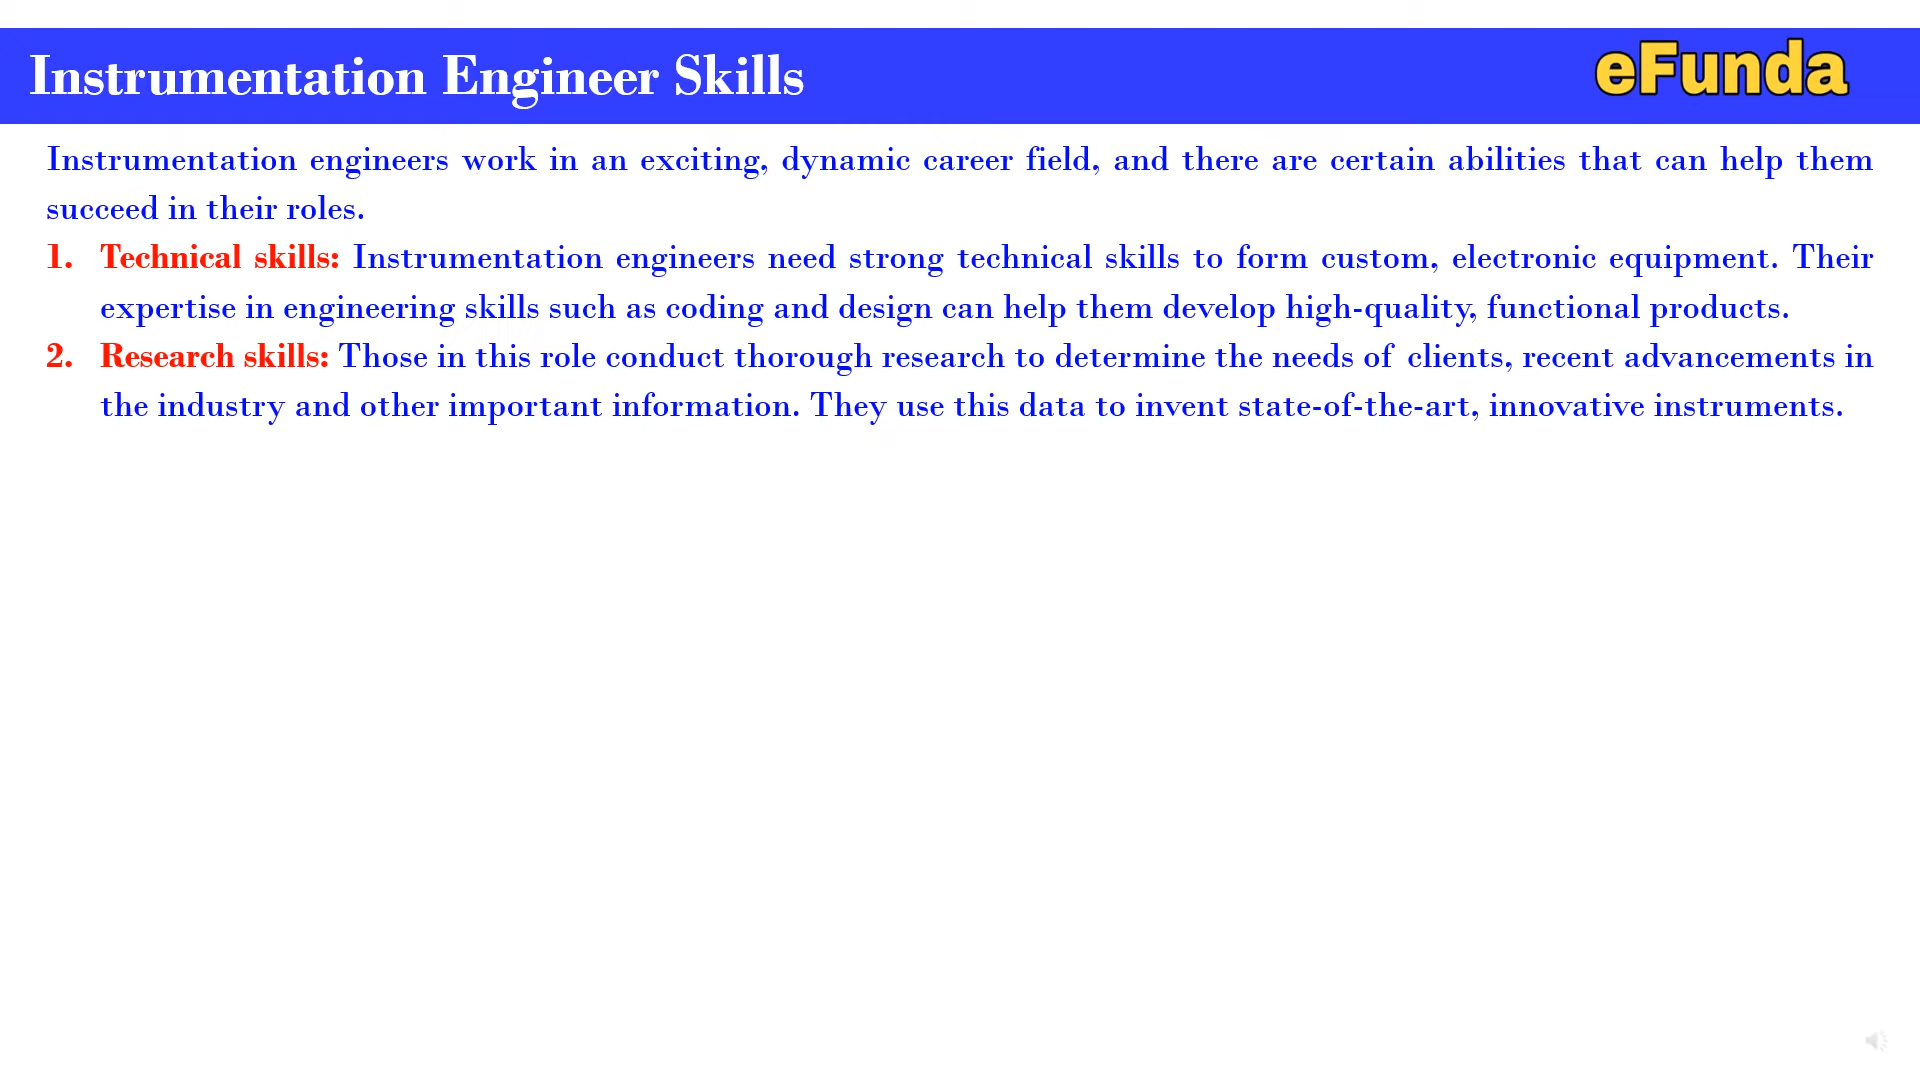 Instrumentation Engineer Skills
eFunda
Instrumentation engineers work in an exciting, dynamic career field, and there are certain abilities that can help them
succeed in their roles.
1. Technical skills: Instrumentation engineers need strong technical skills to form custom, electronic equipment. Their
expertise in engineering skills such as coding and design can help them develop high-quality, functional products.
2. Research skills: Those in this role conduct thorough research to determine the needs of clients, recent advancements in
the industry and other important information. They use this data to invent state-of-the-art, innovative instruments.